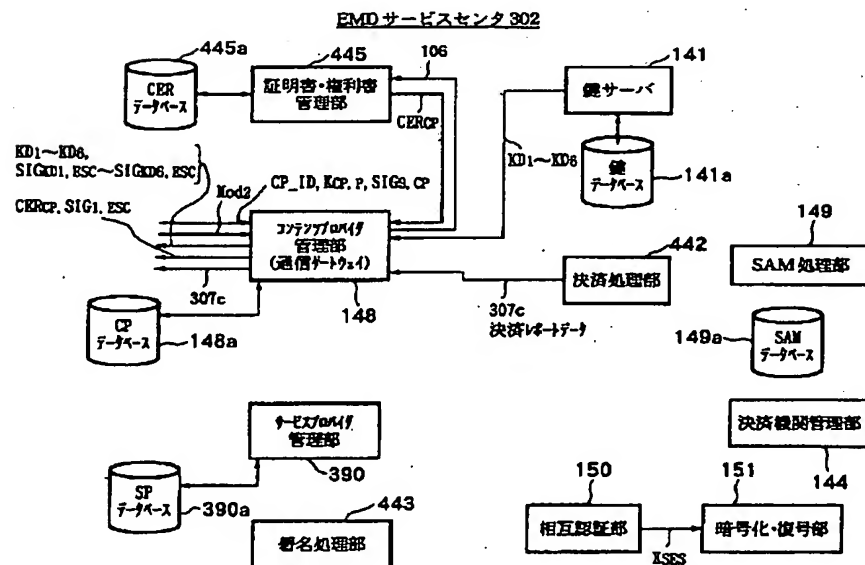 EMDサービスセンタ302
445a
CER
データベース
445
証明書・権利書
管理部
106
CERCP
141
鍵サーバ
KD1〜KD6
鍵
データベース
141a
KD1〜KD6,
SIGKD1,ESC〜SIGKD6,ESC
CERCP, SIG1,ESC
Mod2
CP_ID, KCP,P, SIG9,CP
コンテンツプロバイダ
管理部
(通信ゲートウェイ)
148
307c
CP
データベース
148a
442
決済処理部
307c
決済レポートデータ
149
SAM処理部
149a
SAM
データベース
決済機関管理部
144
サービスプロバイダ
管理部
390
SP
データベース
390a
443
署名処理部
150
相互認証部
KSES
151
暗号化・復号部